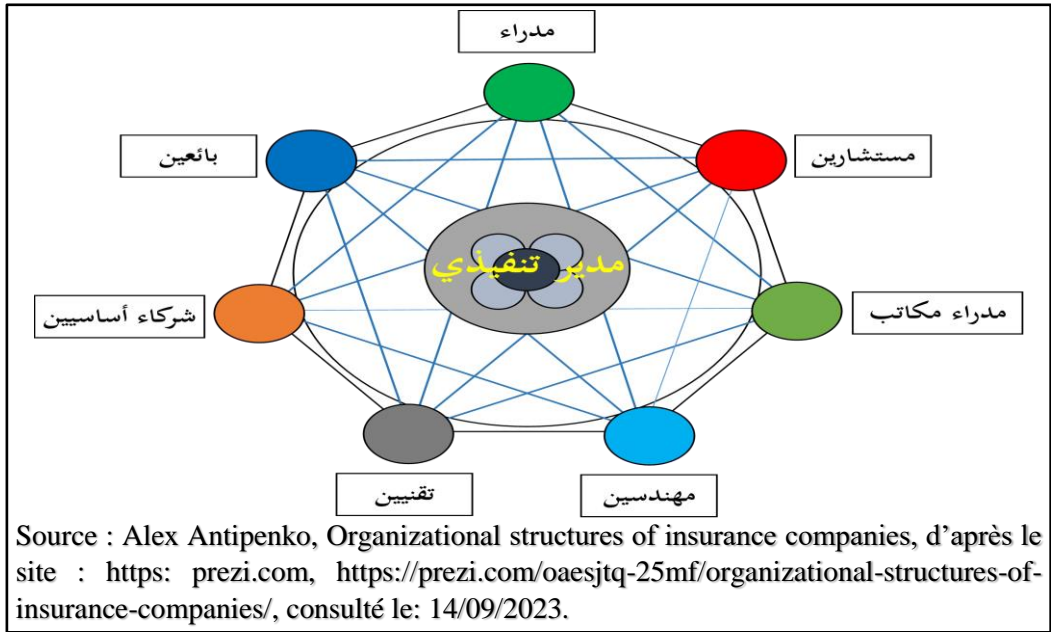 مدراء
بائعين
مستشارين
مدير تنفيذي
شركاء أساسيين
مدراء مكاتب
تقنيين
مهندسين
Source : Alex Antipenko, Organizational structures of insurance companies, d’après le
site : https: prezi.com, https://prezi.com/oaesjtq-25mf/organizational-structures-of-
insurance-companies/, consulté le: 14/09/2023.